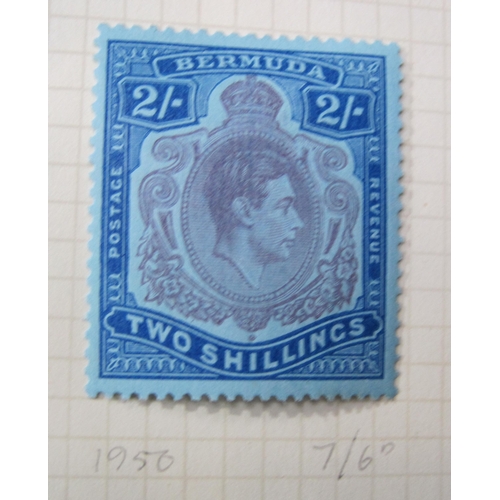 BERMUDA
2/- 2/-
POSTAGE
REVENUE
TWO SHILLINGS
1950 7/6D